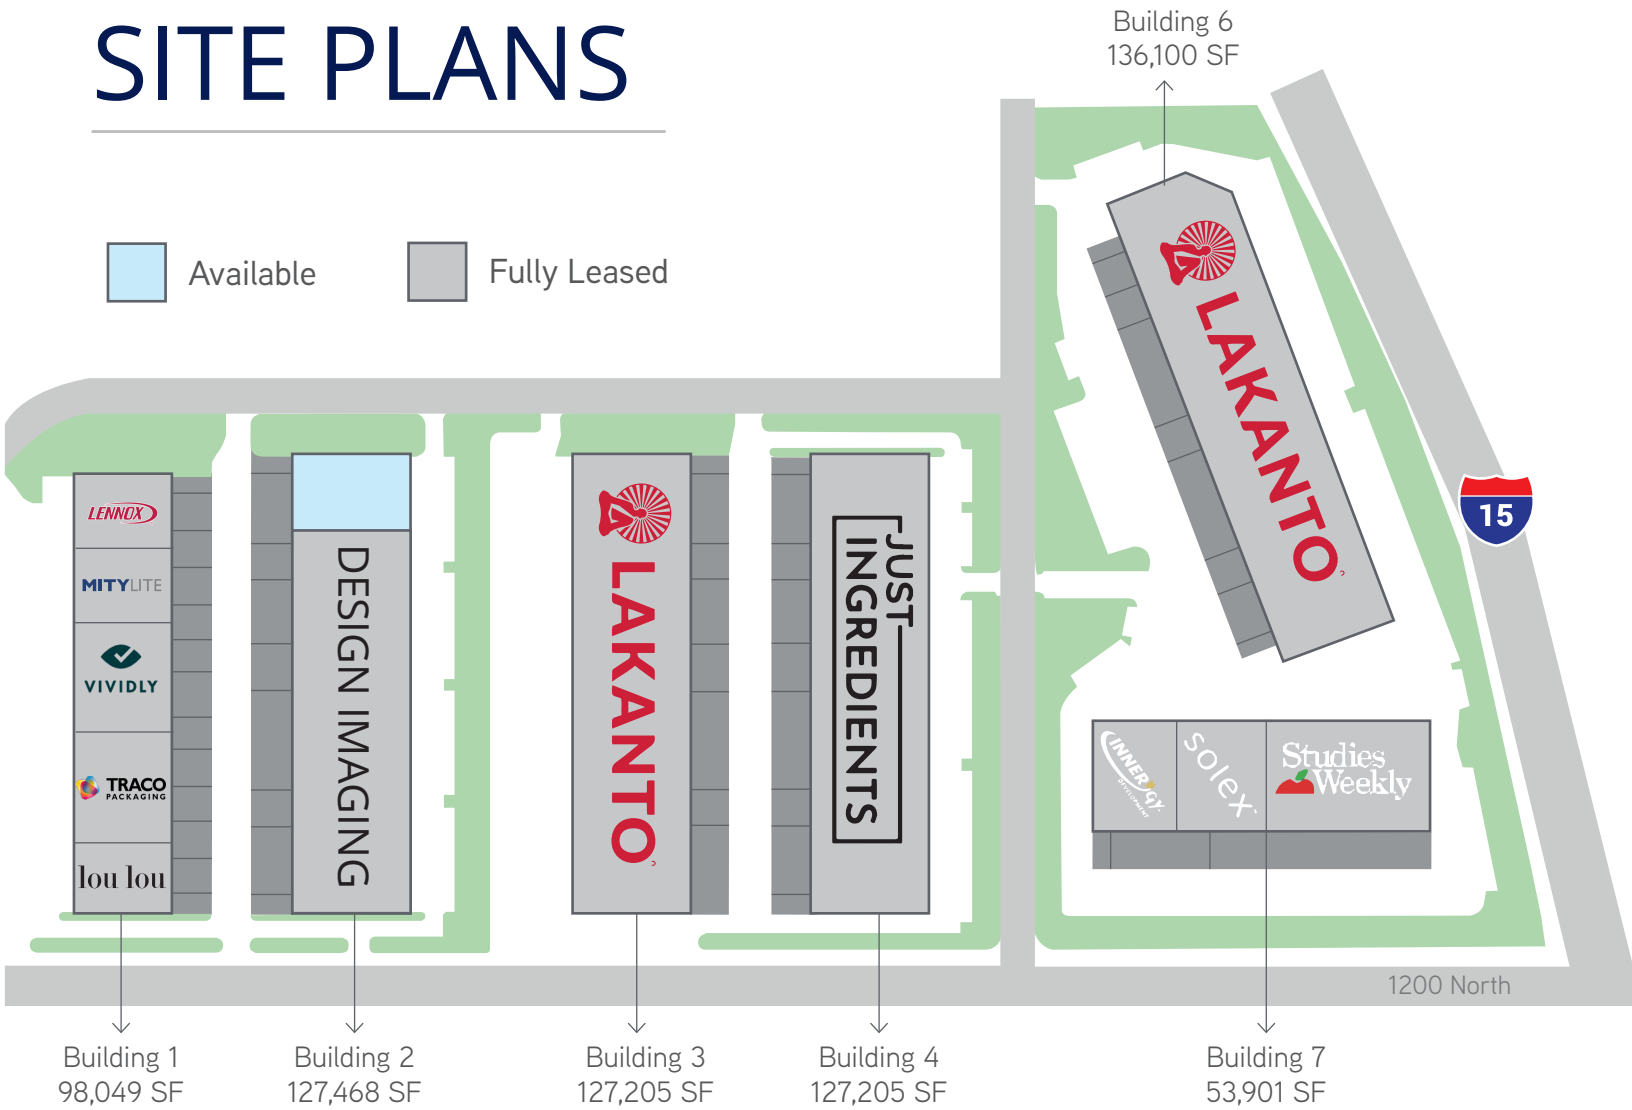 SITE PLANS
Available
Fully Leased
Building 6
136,100 SF
LAKANTO
15
LENNOX
MITYLITE
VIVIDLY
TRACO
PACKAGING
lou lou
DESIGN IMAGING
LAKANTO
JUST
INGREDIENTS
INNERGY
DEVELOPMENT
solex
Studies
Weekly
1200 North
Building 1
98,049 SF
Building 2
127,468 SF
Building 3
127,205 SF
Building 4
127,205 SF
Building 7
53,901 SF